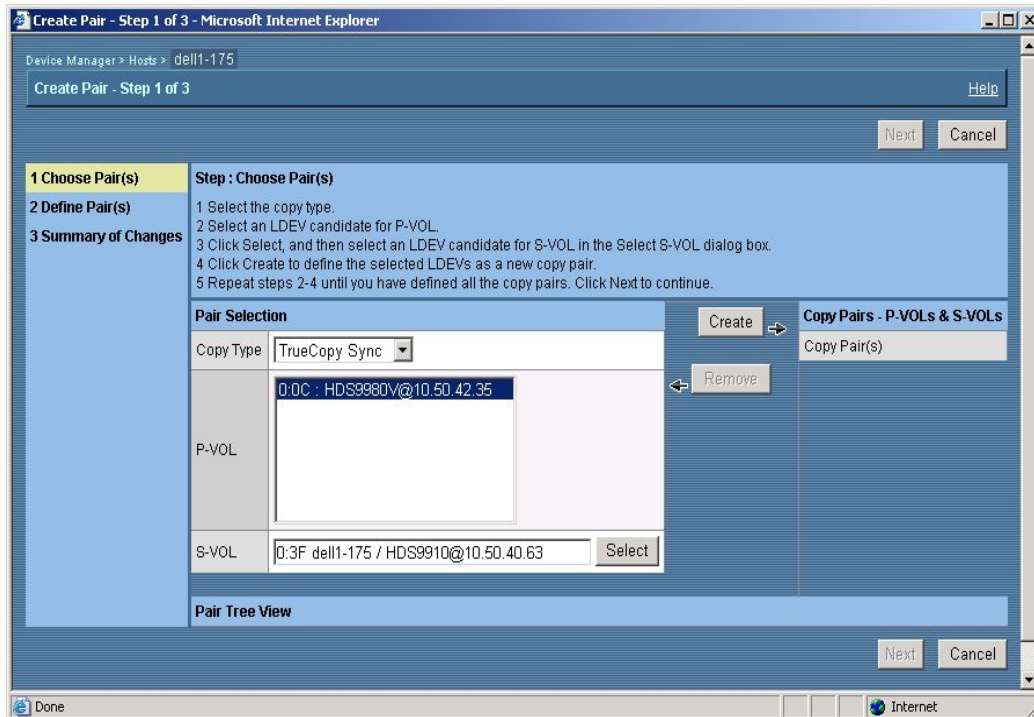 Create Pair - Step 1 of 3 - Microsoft Internet Explorer
Device Manager > Hosts > dell1-175
Create Pair - Step 1 of 3
Help
Next
Cancel
1 Choose Pair(s)
2 Define Pair(s)
3 Summary of Changes
Step : Choose Pair(s)
1 Select the copy type.
2 Select an LDEV candidate for P-VOL.
3 Click Select, and then select an LDEV candidate for S-VOL in the Select S-VOL dialog box.
4 Click Create to define the selected LDEVs as a new copy pair.
5 Repeat steps 2-4 until you have defined all the copy pairs. Click Next to continue.
Pair Selection
Copy Type
TrueCopy Sync
P-VOL
0:0C : HDS9980V@10.50.42.35
S-VOL
0:3F dell1-175 / HDS9910@10.50.40.63
Select
Create
Remove
Copy Pairs - P-VOLs & S-VOLs
Copy Pair(s)
Pair Tree View
Next
Cancel
Done
Internet